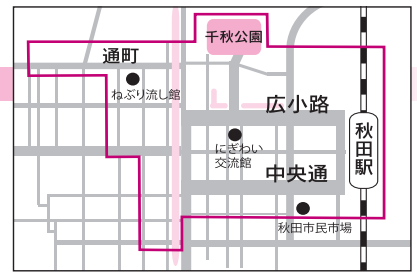 千秋公園
通町
ねぶり流し館
広小路
にぎわい
交流館
秋田駅
中央通
秋田市民市場